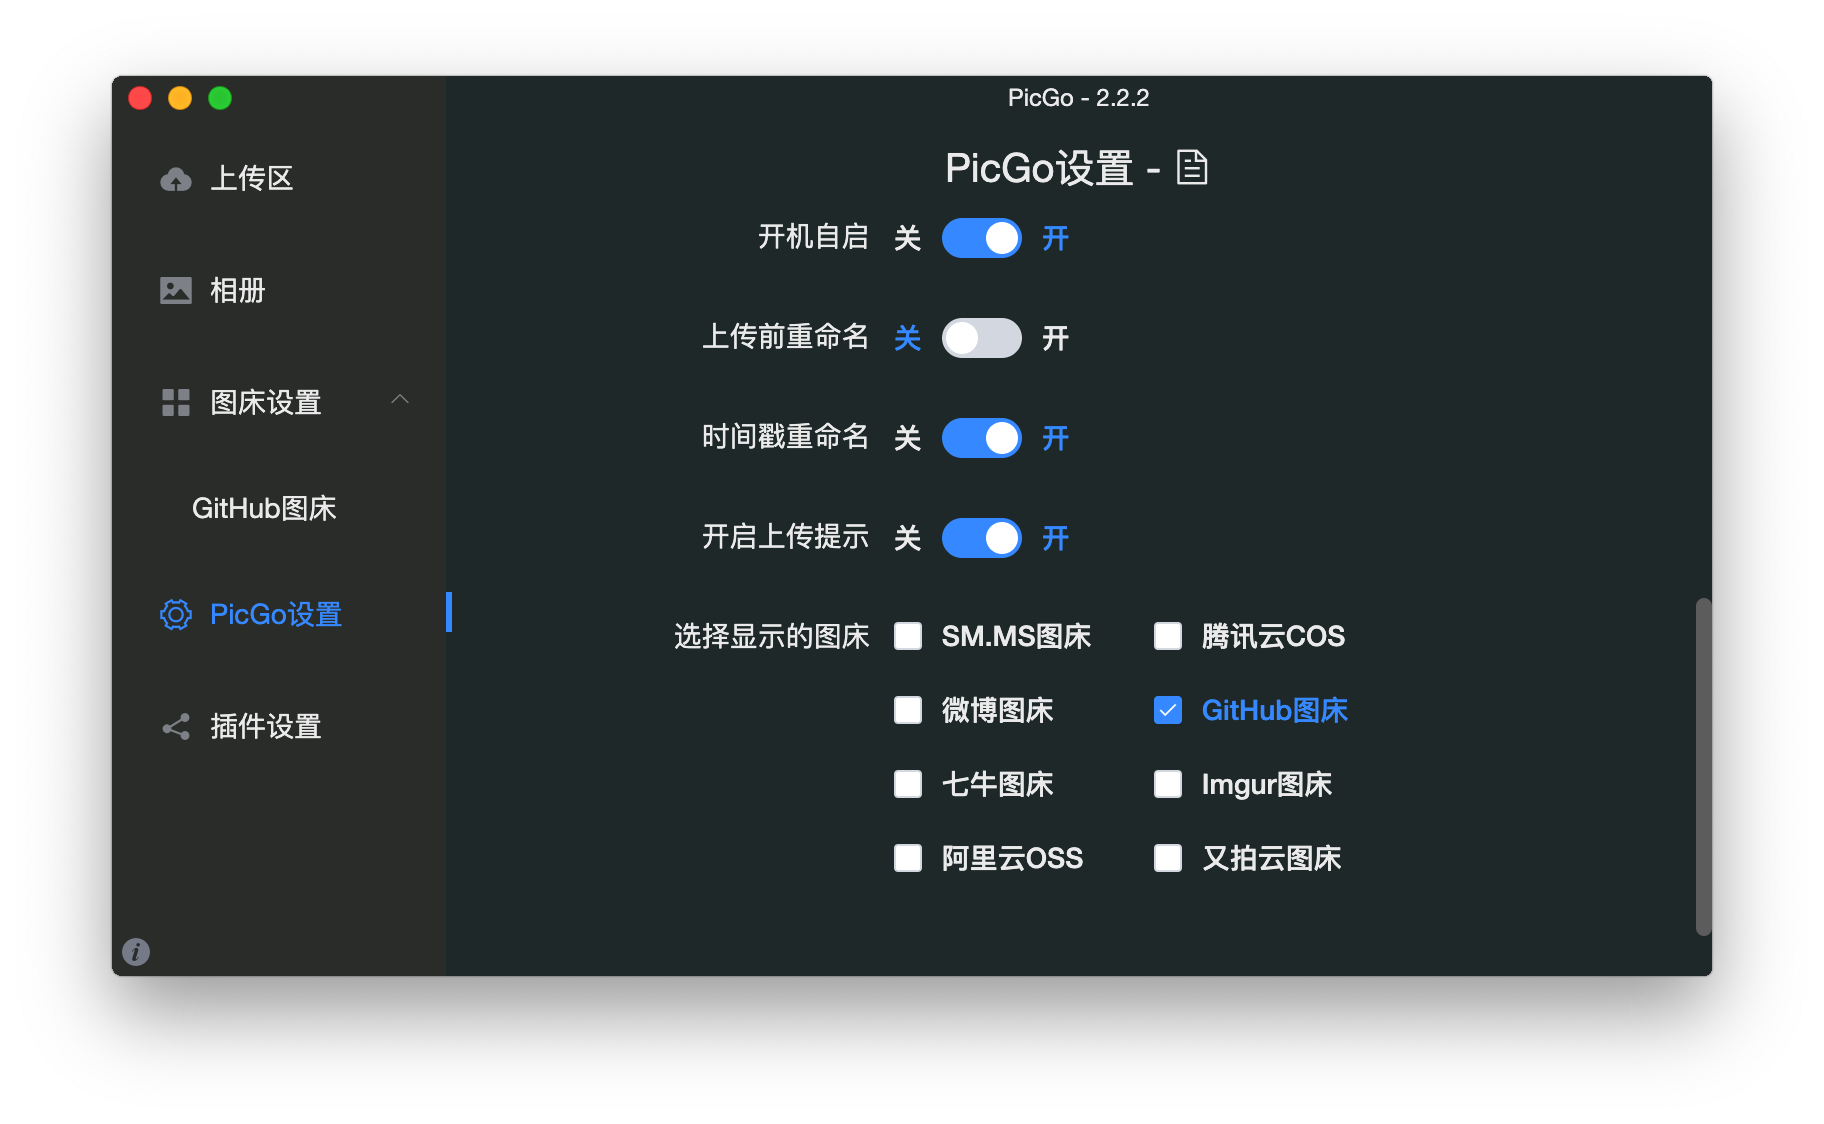 PicGo - 2.2.2
上传区
相册
图床设置
GitHub图床
PicGo设置
插件设置
PicGo设置 -
开机自启 关 开
上传前重命名 关 开
时间戳重命名 关 开
开启上传提示 关 开
选择显示的图床 SM.MS图床 腾讯云COS
微博图床 GitHub图床
七牛图床 Imgur图床
阿里云OSS 又拍云图床